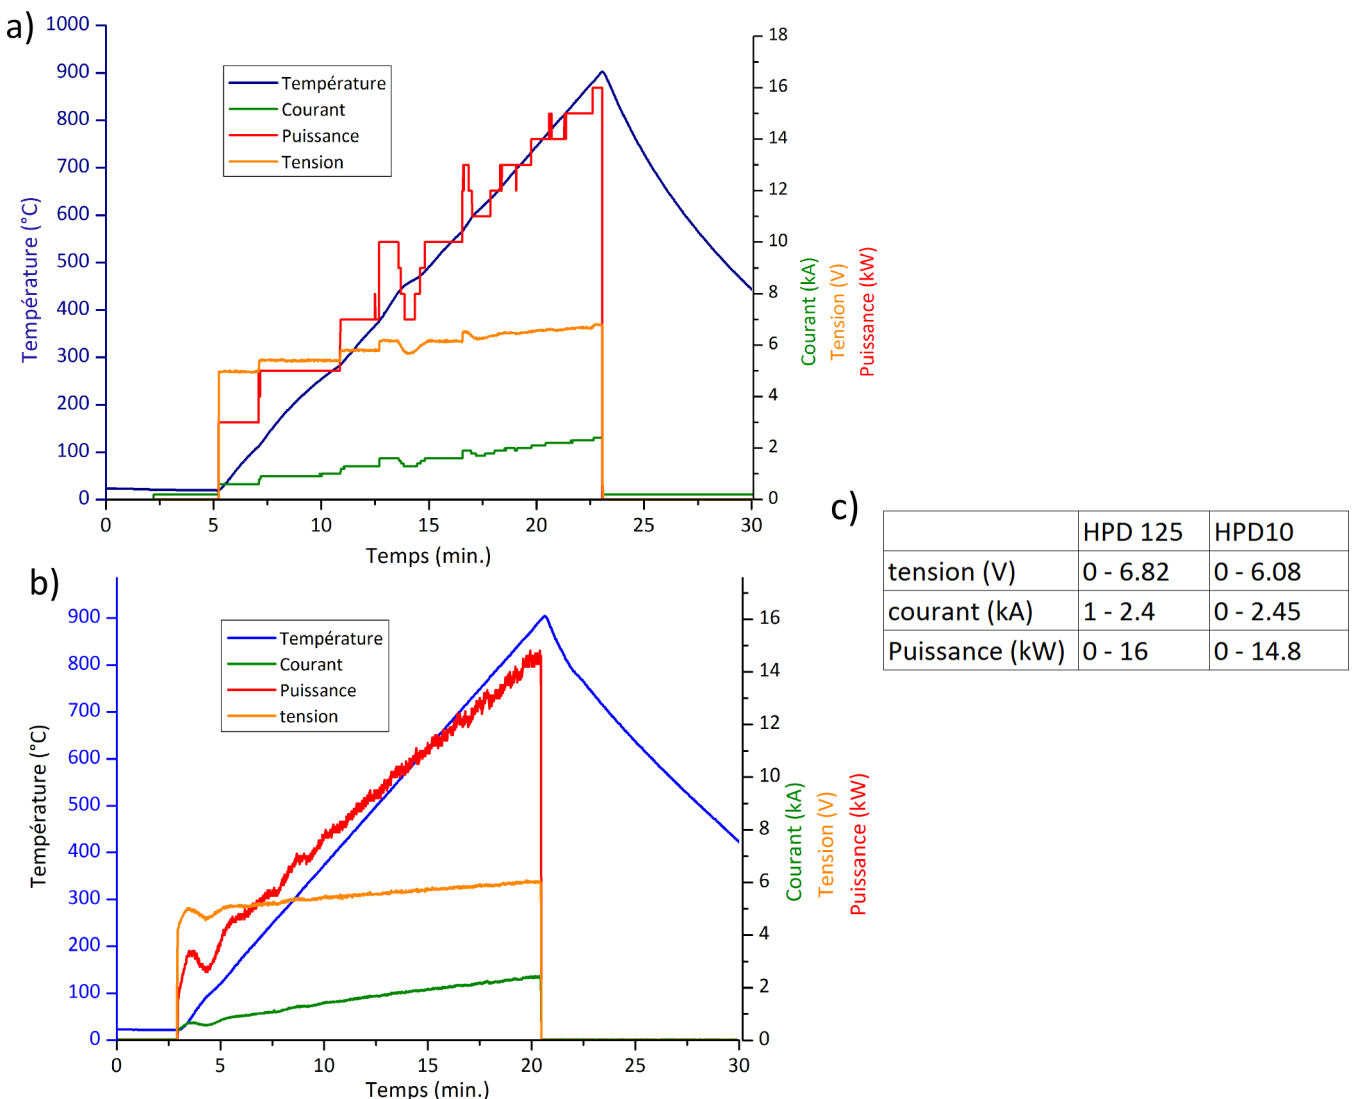 a)
1000
900
800
700
600
500
400
300
200
100
0
Température (°C)
Température
Courant
Puissance
Tension
18
16
14
12
10
8
6
4
2
0
Courant (kA)
Tension (V)
Puissance (kW)
0 5 10 15 20 25 30
Temps (min.)
b)
900
800
700
600
500
400
300
200
100
0
Température (°C)
Température
Courant
Puissance
tension
16
14
12
10
8
6
4
2
0
Courant (kA)
Tension (V)
Puissance (kW)
0 5 10 15 20 25 30
Temps (min.)
c)
HPD 125 HPD10
tension (V) 0 - 6.82 0 - 6.08
courant (kA) 1 - 2.4 0 - 2.45
Puissance (kW) 0 - 16 0 - 14.8